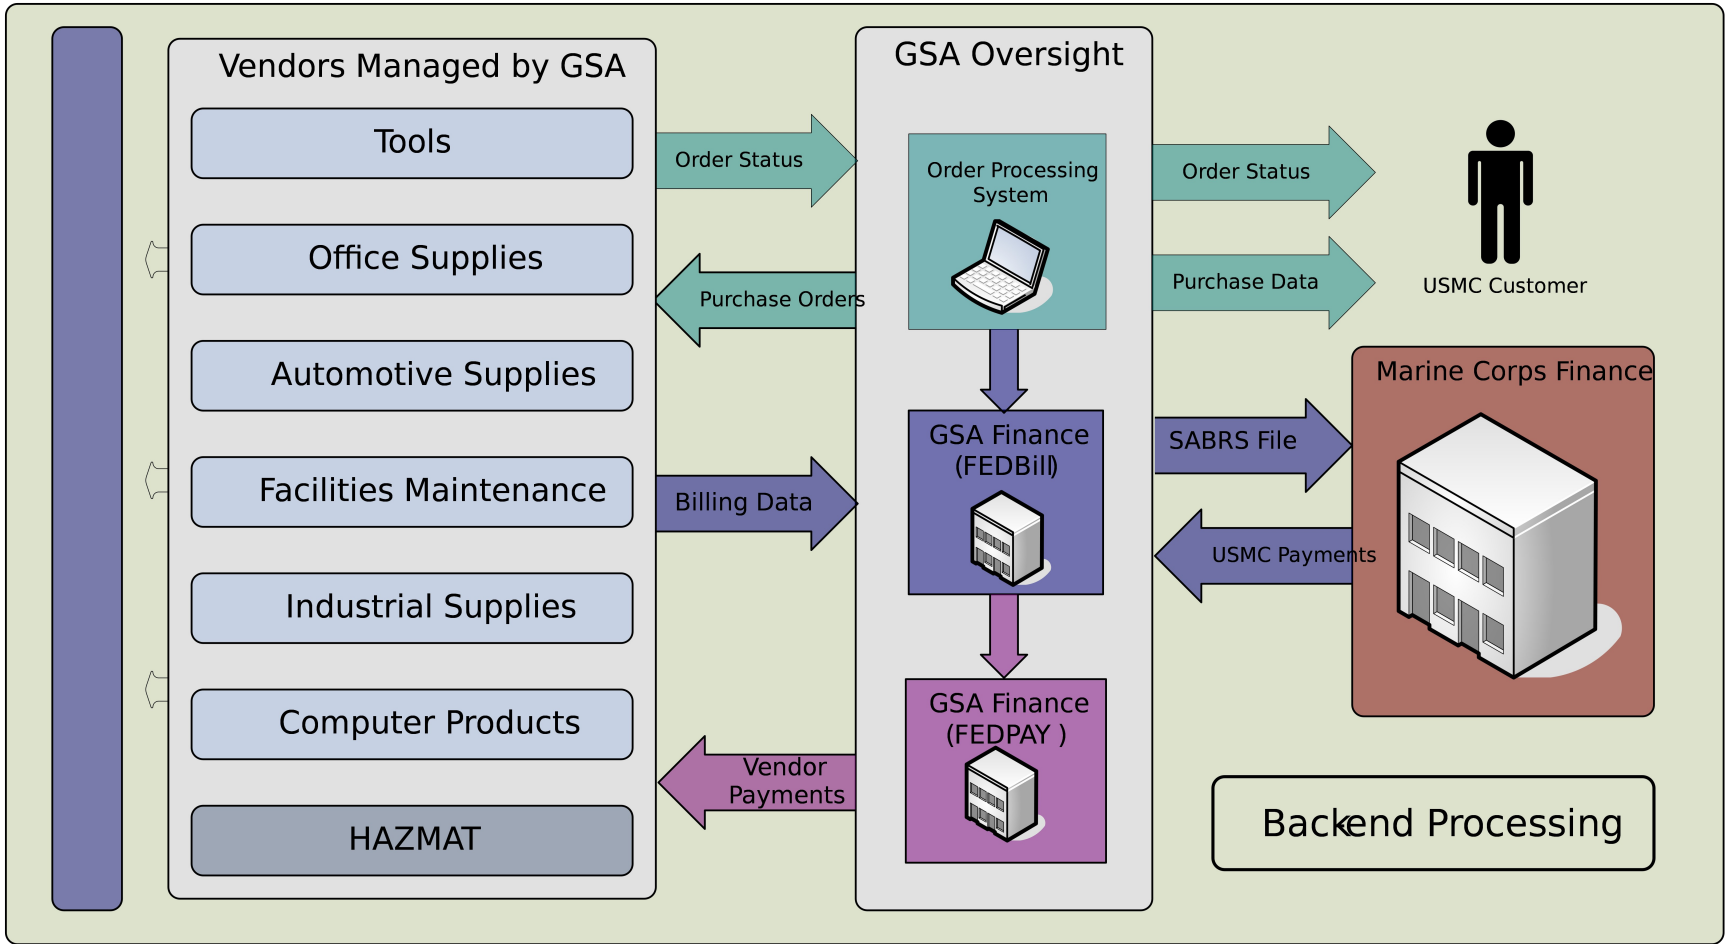 Vendors Managed by GSA
Tools
Office Supplies
Automotive Supplies
Facilities Maintenance
Industrial Supplies
Computer Products
HAZMAT
Order Status
Purchase Orders
Billing Data
Vendor
Payments
GSA Oversight
Order Processing
System
GSA Finance
(FEDBill)
GSA Finance
(FEDPAY )
Order Status
Purchase Data
SABRS File
USMC Payments
USMC Customer
Marine Corps Finance
Backend Processing